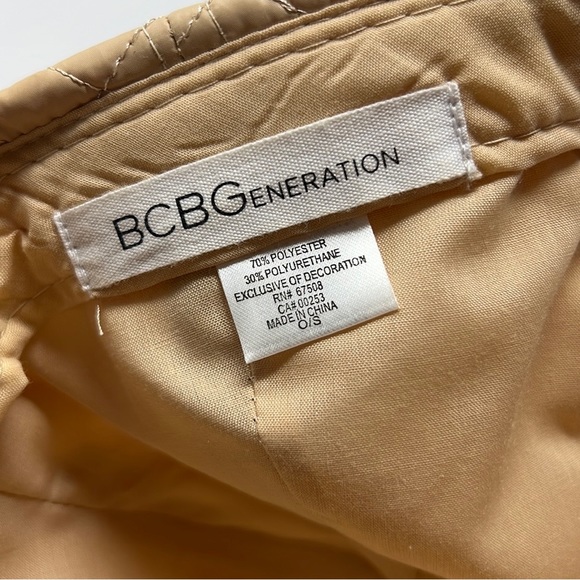 BCBGENERATION
70% POLYESTER
30% POLYURETHANE
EXCLUSIVE OF DECORATION
RN# 67508
CA# 00253
MADE IN CHINA
O/S